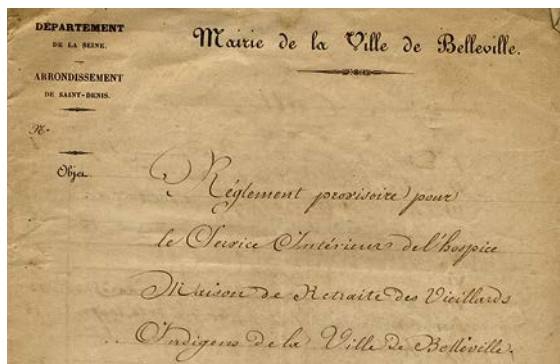 DÉPARTEMENT
DE LA SEINE.
ARRONDISSEMENT
DE SAINT-DENIS.
N.
Objet.
Mairie de la Ville de Belleville.
Réglement provisoire pour
le Service Intérieur de l'hospice
Maison de Retraite des Vieillards
Indigens de la Ville de Belleville.